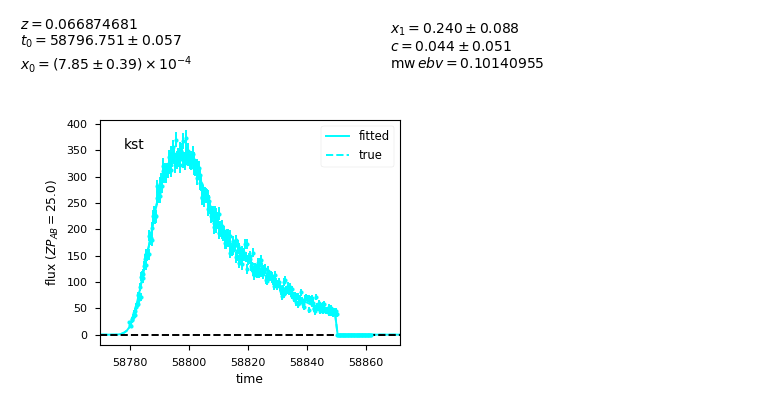 z = 0.066874681
t₀ = 58796.751 ± 0.057
x₀ = (7.85 ± 0.39) × 10⁻⁴
x₁ = 0.240 ± 0.088
c = 0.044 ± 0.051
mw ebv = 0.10140955
kst
fitted
true
400
350
300
250
200
150
100
50
0
flux (ZP_AB = 25.0)
58780 58800 58820 58840 58860
time